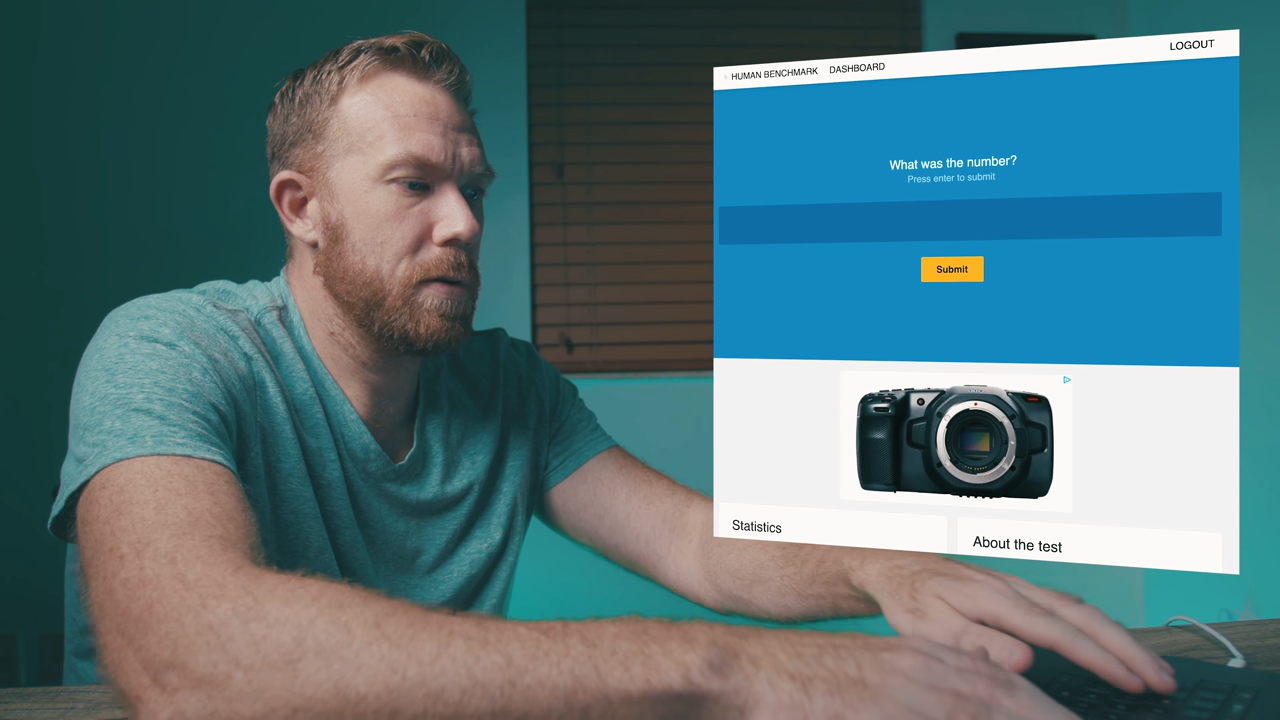 HUMAN BENCHMARK DASHBOARD LOGOUT
What was the number?
Press enter to submit
Submit
Statistics
About the test